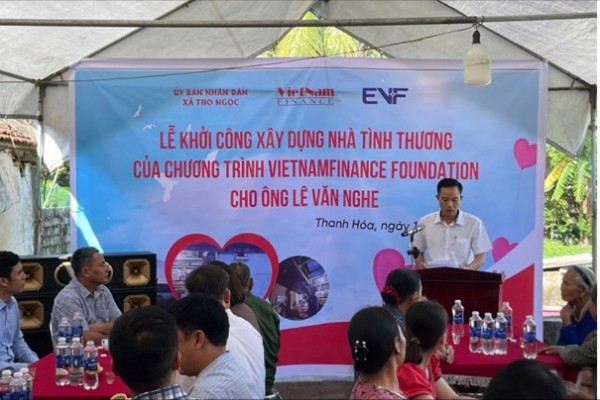 ỦY BAN NHÂN DÂN
XÃ THỌ NGỌC
VietNam
FINANCE
EVF
LỄ KHỞI CÔNG XÂY DỰNG NHÀ TÌNH THƯƠNG
CỦA CHƯƠNG TRÌNH VIETNAMFINANCE FOUNDATION
CHO ÔNG LÊ VĂN NGHE
Thanh Hóa, ngày